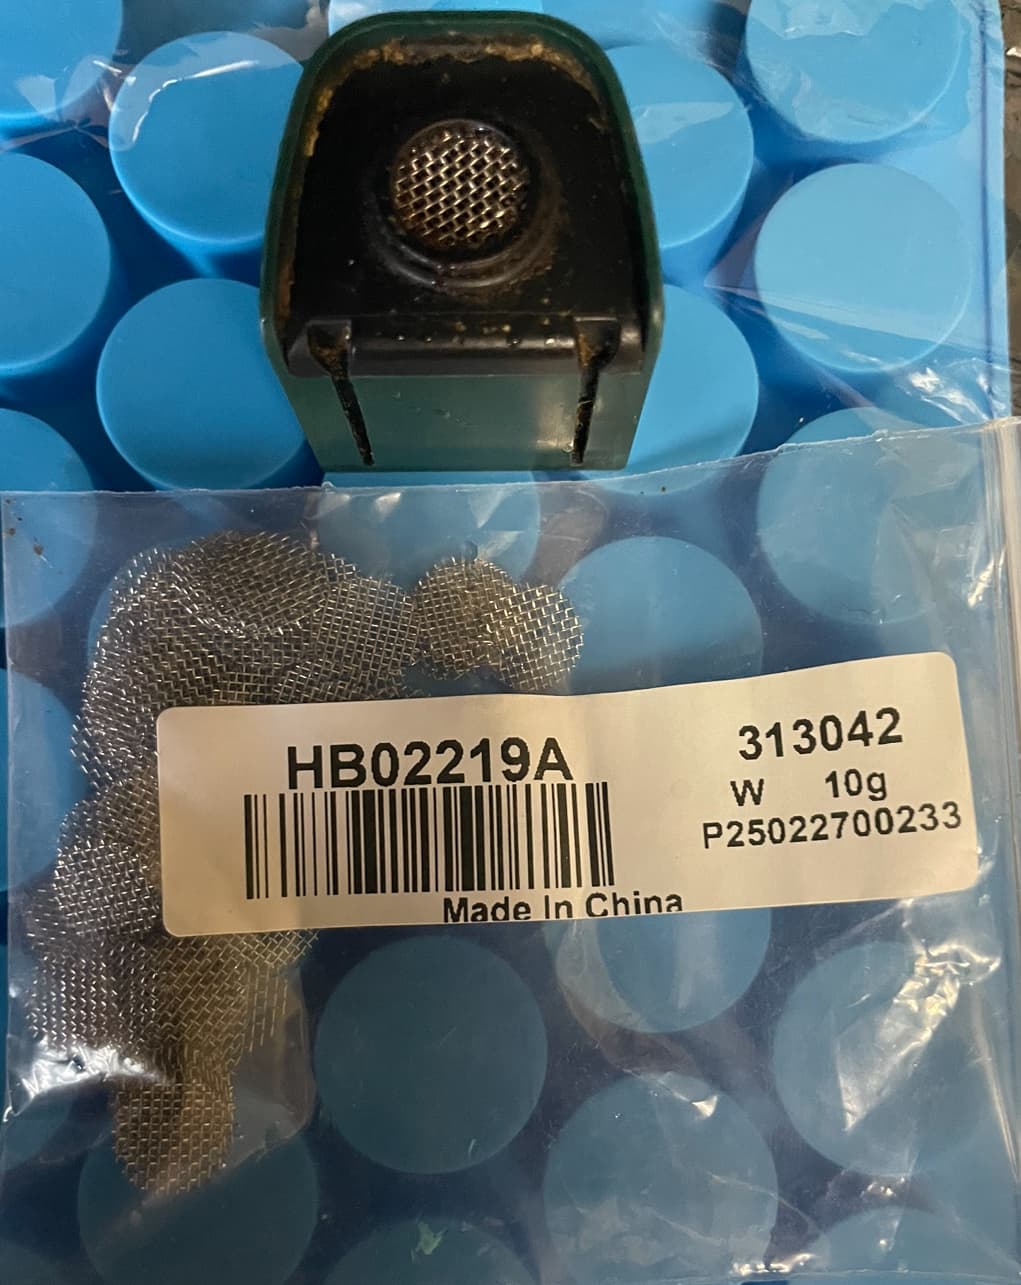 HB02219A
313042
W 10g
P25022700233
Made In China